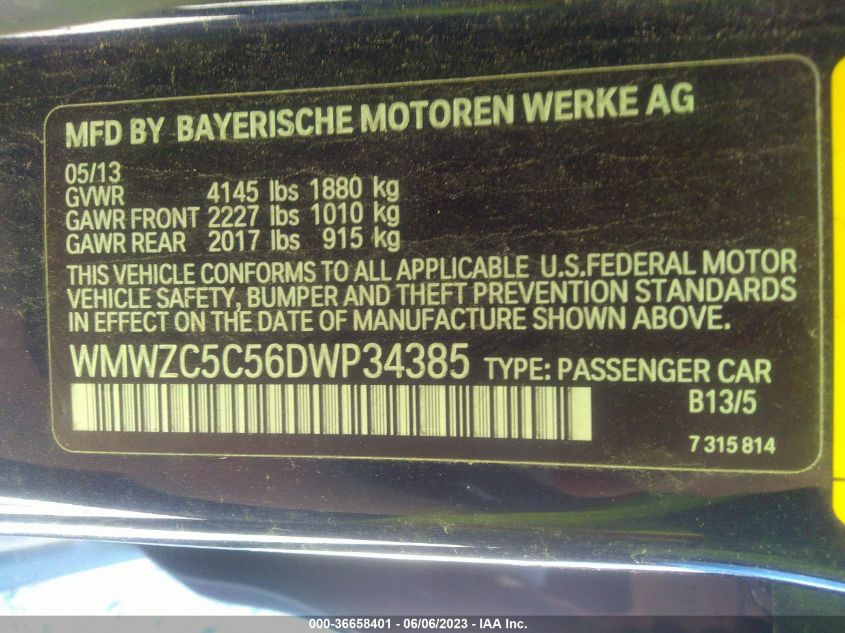 MFD BY BAYERISCHE MOTOREN WERKE AG
05/13
GVWR 4145 lbs 1880 kg
GAWR FRONT 2227 lbs 1010 kg
GAWR REAR 2017 lbs 915 kg
THIS VEHICLE CONFORMS TO ALL APPLICABLE U.S.FEDERAL MOTOR
VEHICLE SAFETY, BUMPER AND THEFT PREVENTION STANDARDS
IN EFFECT ON THE DATE OF MANUFACTURE SHOWN ABOVE.
WMWZC5C56DWP34385 TYPE: PASSENGER CAR
B13/5
7 315 814
000-36658401 - 06/06/2023 - IAA Inc.